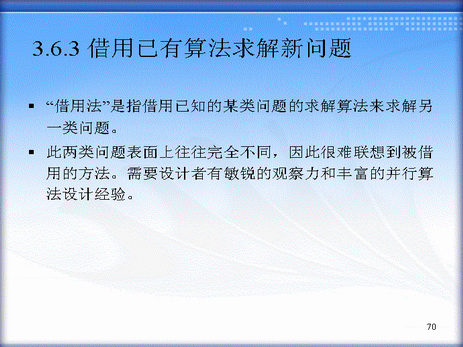 3.6.3 借用已有算法求解新问题
▪ “借用法”是指借用已知的某类问题的求解算法来求解另
一类问题。
▪ 此两类问题表面上往往完全不同，因此很难联想到被借
用的方法。需要设计者有敏锐的观察力和丰富的并行算
法设计经验。
70